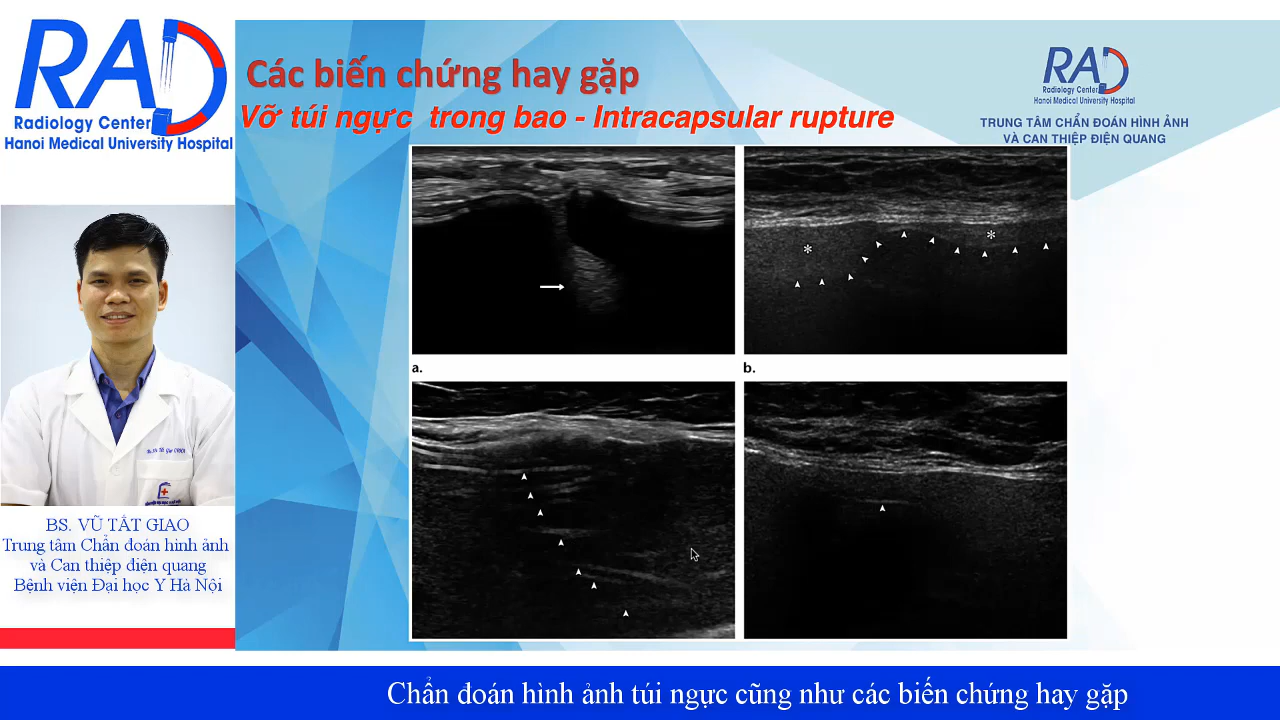 RAD
Radiology Center
Hanoi Medical University Hospital
BS. VŨ TẤT GIAO
Trung tâm Chẩn đoán hình ảnh
và Can thiệp điện quang
Bệnh viện Đại học Y Hà Nội
Các biến chứng hay gặp
Vỡ túi ngực trong bao - Intracapsular rupture
RAD
Radiology Center
Hanoi Medical University Hospital
TRUNG TÂM CHẨN ĐOÁN HÌNH ẢNH
VÀ CAN THIỆP ĐIỆN QUANG
*
*
a.
b.
Chẩn đoán hình ảnh túi ngực cũng như các biến chứng hay gặp